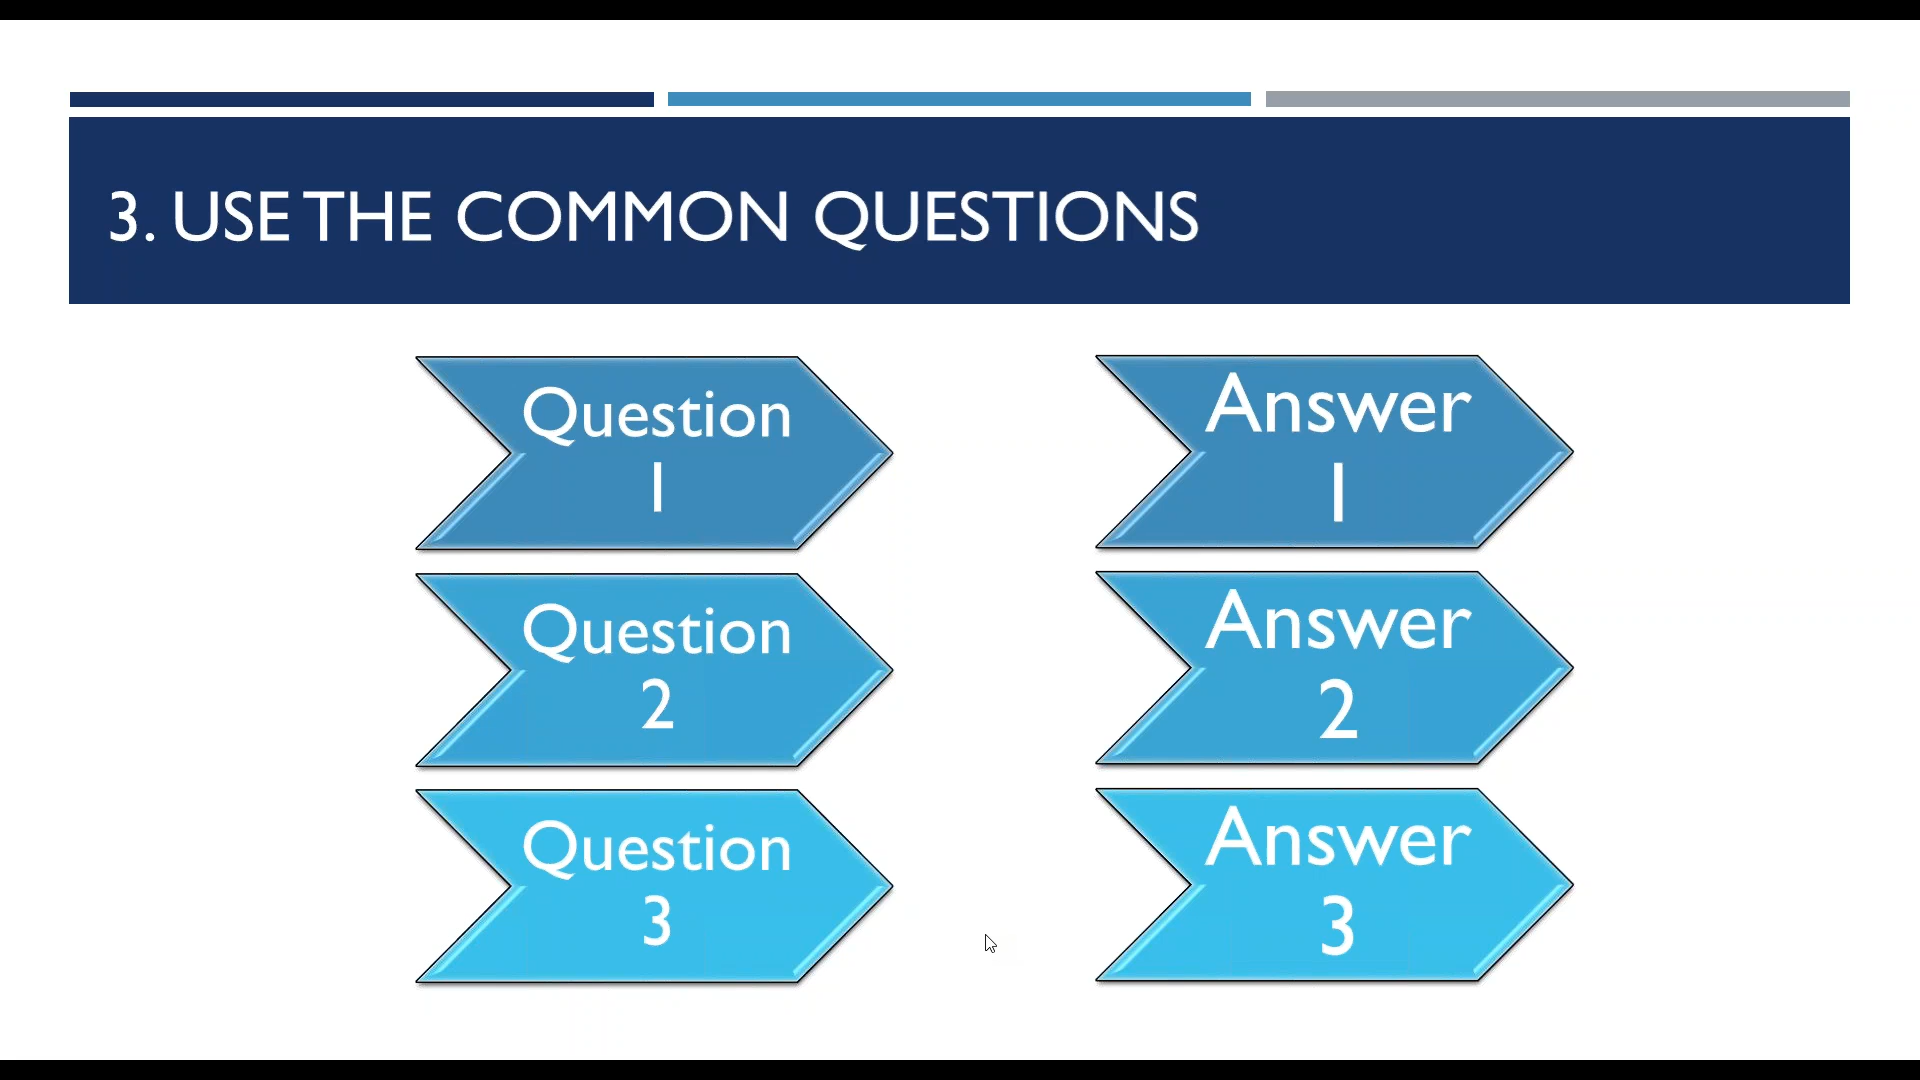 3. USE THE COMMON QUESTIONS
Question
1
Answer
1
Question
2
Answer
2
Question
3
Answer
3